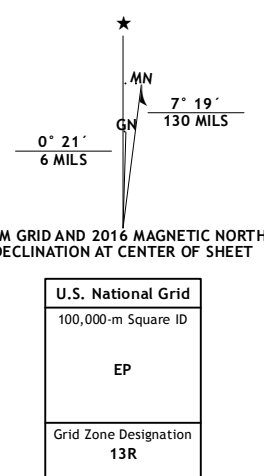 ★
MN
GN
7° 19´
130 MILS
0° 21´
6 MILS
M GRID AND 2016 MAGNETIC NORTH
DECLINATION AT CENTER OF SHEET
U.S. National Grid
100,000-m Square ID
EP
Grid Zone Designation
13R